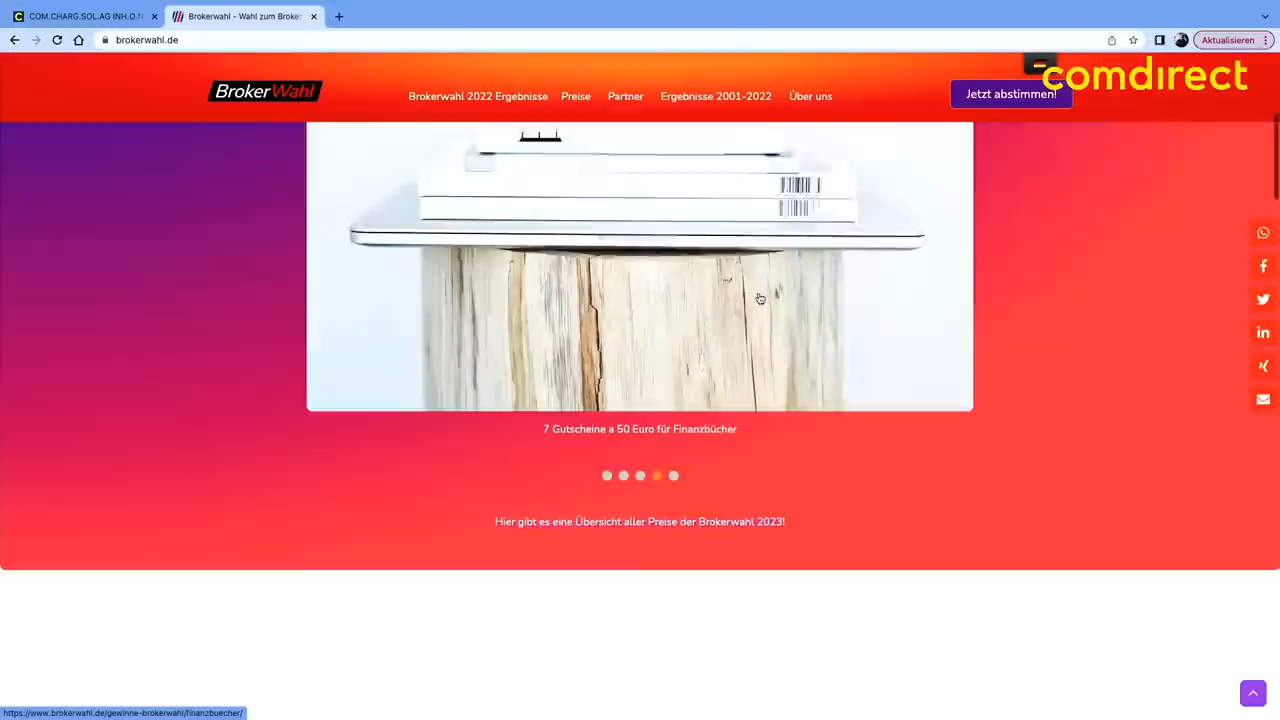 COM.CHARG.SOL.AG INH.O.N
Brokerwahl - Wahl zum Broker
brokerwahl.de
Aktualisieren
comdirect
BrokerWahl
Brokerwahl 2022 Ergebnisse
Preise
Partner
Ergebnisse 2001-2022
Über uns
Jetzt abstimmen!
7 Gutscheine a 50 Euro für Finanzbücher
Hier gibt es eine Übersicht aller Preise der Brokerwahl 2023!
https://www.brokerwahl.de/gewinne-brokerwahl/finanzbuecher/